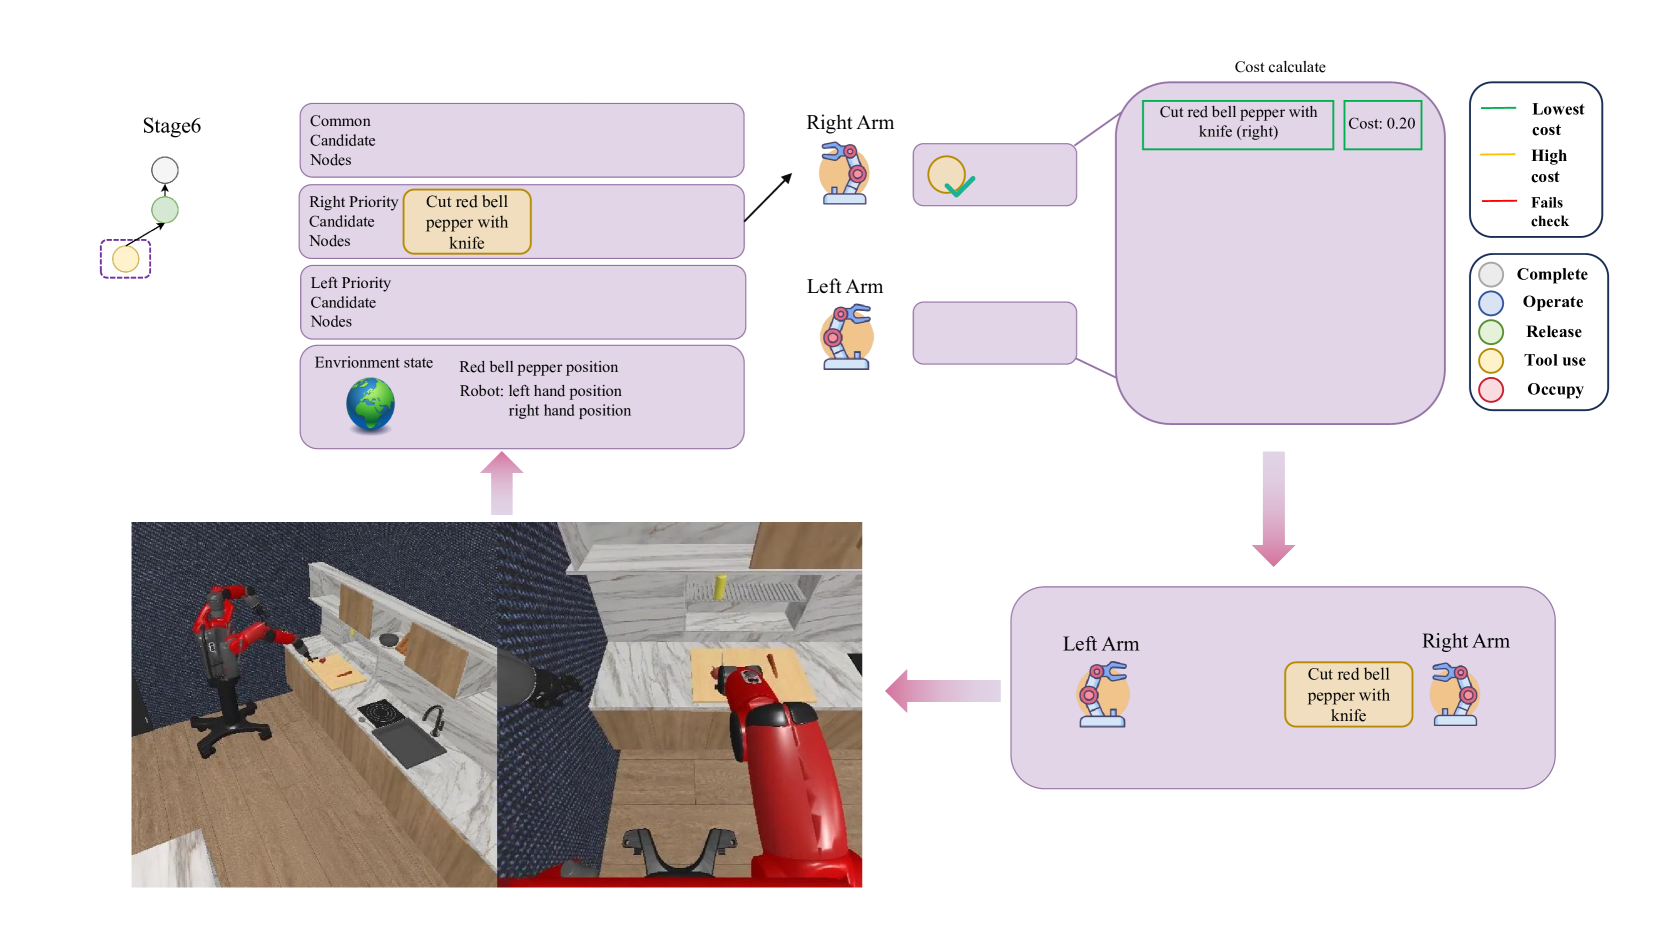 Stage6
Common
Candidate
Nodes
Right Priority
Candidate
Nodes
Cut red bell
pepper with
knife
Left Priority
Candidate
Nodes
Envrionment state
Red bell pepper position
Robot: left hand position
right hand position
Right Arm
Left Arm
Cost calculate
Cut red bell pepper with
knife (right)
Cost: 0.20
Lowest
cost
High
cost
Fails
check
Complete
Operate
Release
Tool use
Occupy
Left Arm
Cut red bell
pepper with
knife
Right Arm